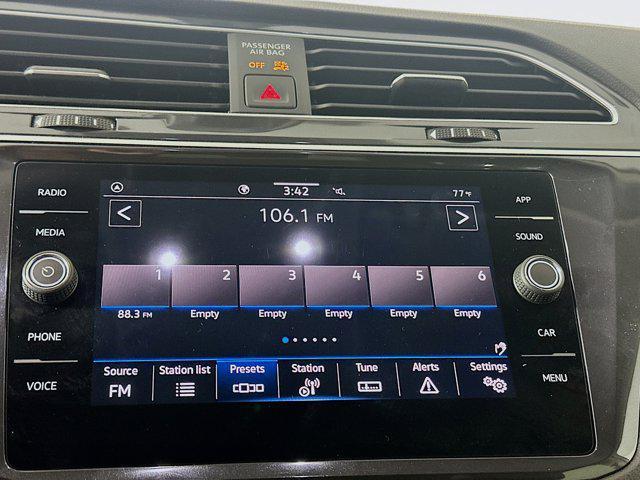 PASSENGER
AIR BAG
OFF
RADIO
MEDIA
PHONE
VOICE
3:42
77°F
106.1 FM
1 2 3 4 5 6
88.3 FM Empty Empty Empty Empty Empty
Source Station list Presets Station Tune Alerts Settings
FM
APP
SOUND
CAR
MENU